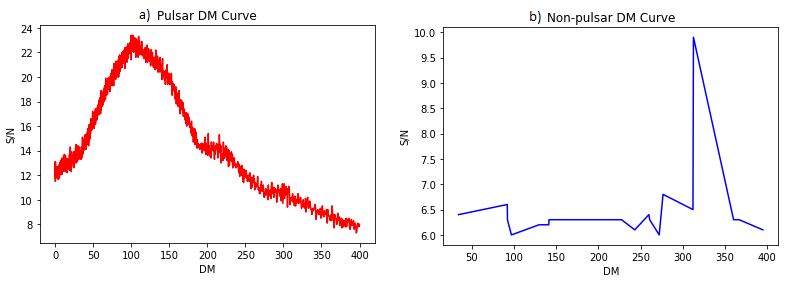 a) Pulsar DM Curve
24
22
20
18
16
14
12
10
8
S/N
0 50 100 150 200 250 300 350 400
DM
b) Non-pulsar DM Curve
10.0
9.5
9.0
8.5
8.0
7.5
7.0
6.5
6.0
S/N
50 100 150 200 250 300 350 400
DM